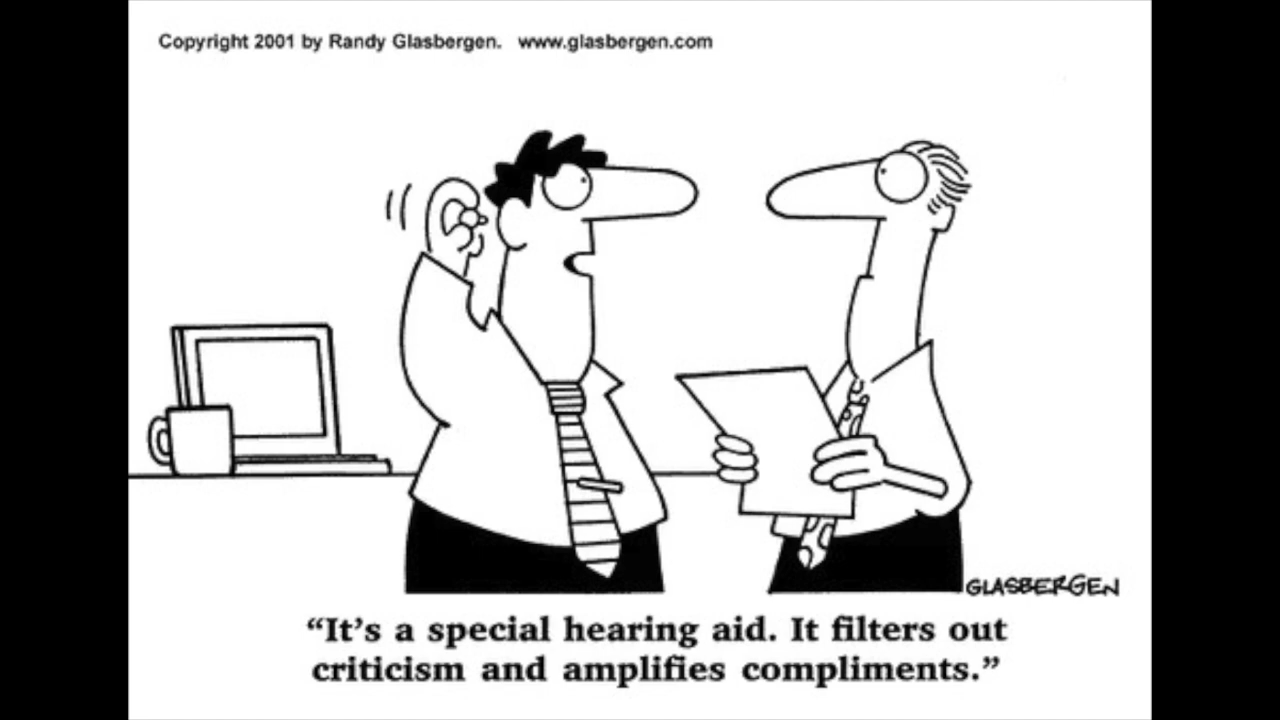 Copyright 2001 by Randy Glasbergen. www.glasbergen.com
GLASBERGEN
“It’s a special hearing aid. It filters out
criticism and amplifies compliments.”